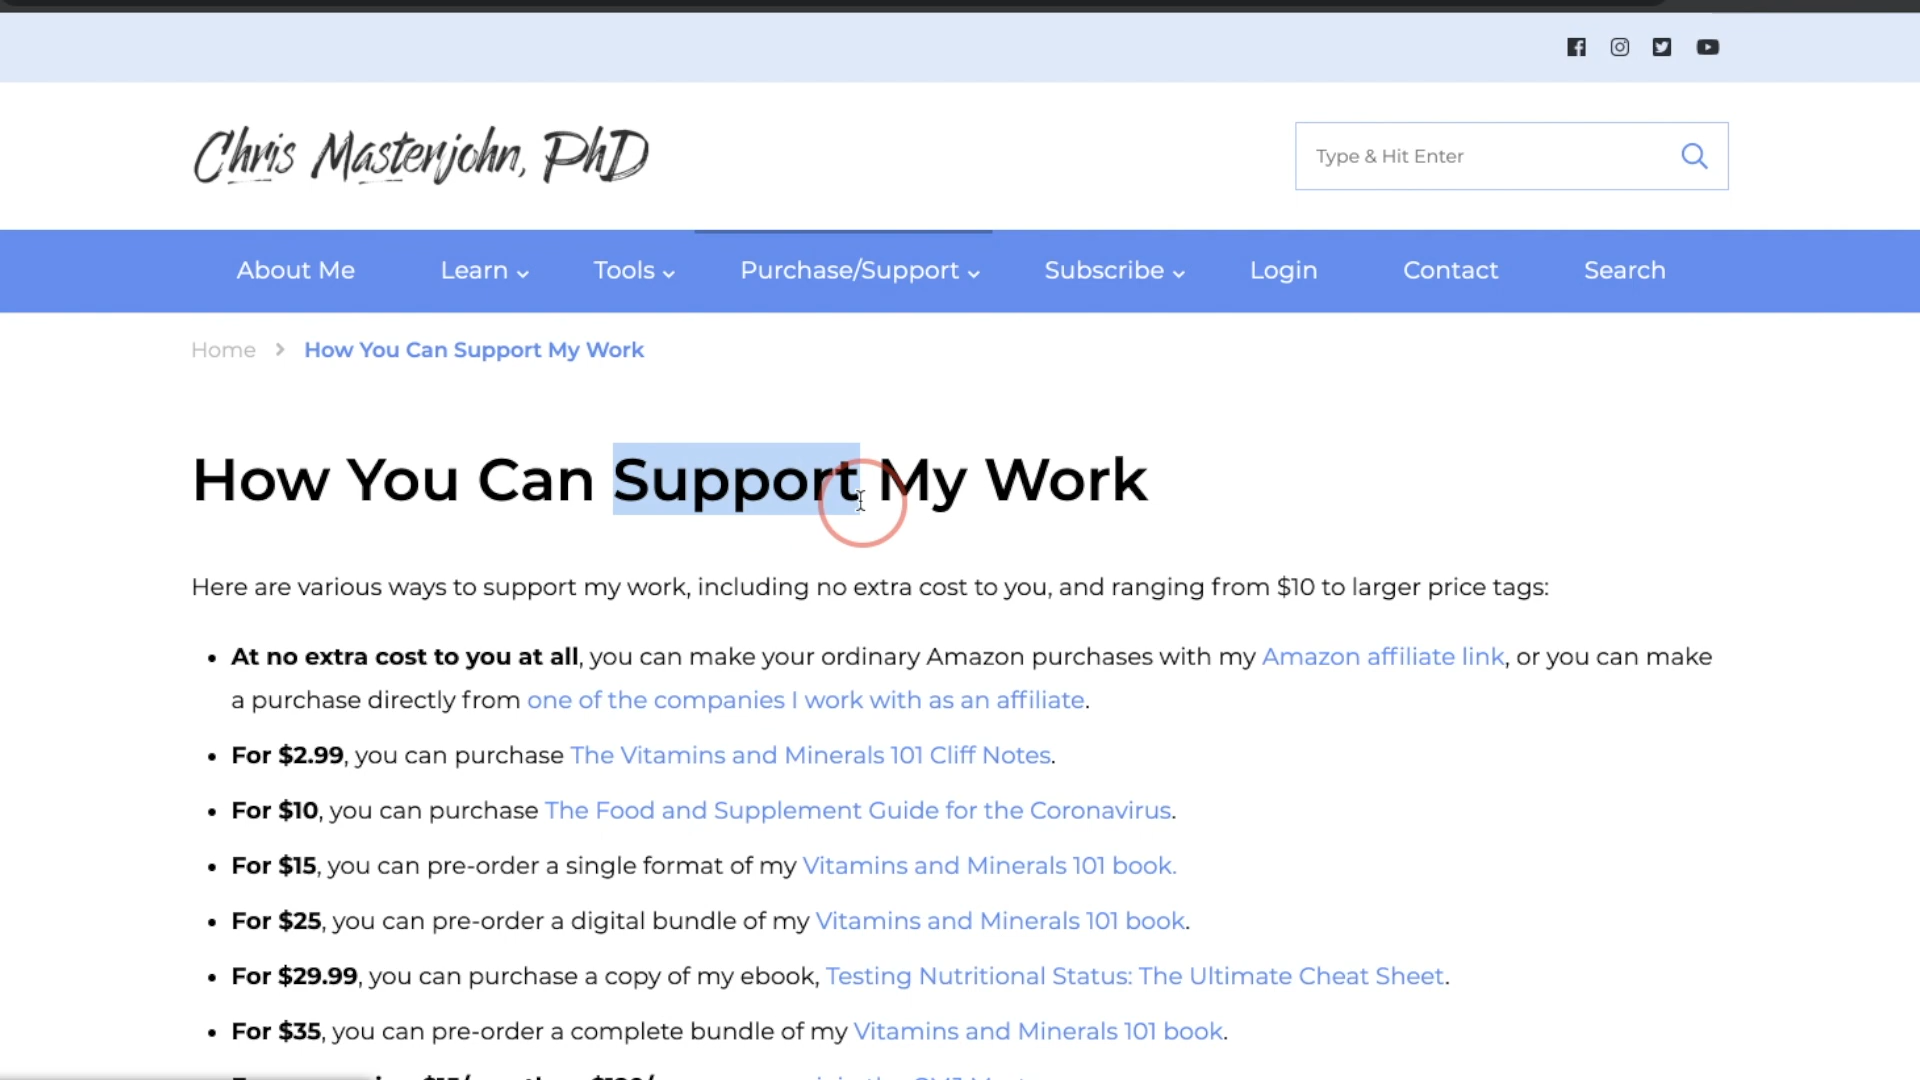 Chris Masterjohn, PhD
Type & Hit Enter
About Me Learn Tools Purchase/Support Subscribe Login Contact Search
Home > How You Can Support My Work
How You Can Support My Work
Here are various ways to support my work, including no extra cost to you, and ranging from $10 to larger price tags:
• At no extra cost to you at all, you can make your ordinary Amazon purchases with my Amazon affiliate link, or you can make
a purchase directly from one of the companies I work with as an affiliate.
• For $2.99, you can purchase The Vitamins and Minerals 101 Cliff Notes.
• For $10, you can purchase The Food and Supplement Guide for the Coronavirus.
• For $15, you can pre-order a single format of my Vitamins and Minerals 101 book.
• For $25, you can pre-order a digital bundle of my Vitamins and Minerals 101 book.
• For $29.99, you can purchase a copy of my ebook, Testing Nutritional Status: The Ultimate Cheat Sheet.
• For $35, you can pre-order a complete bundle of my Vitamins and Minerals 101 book.